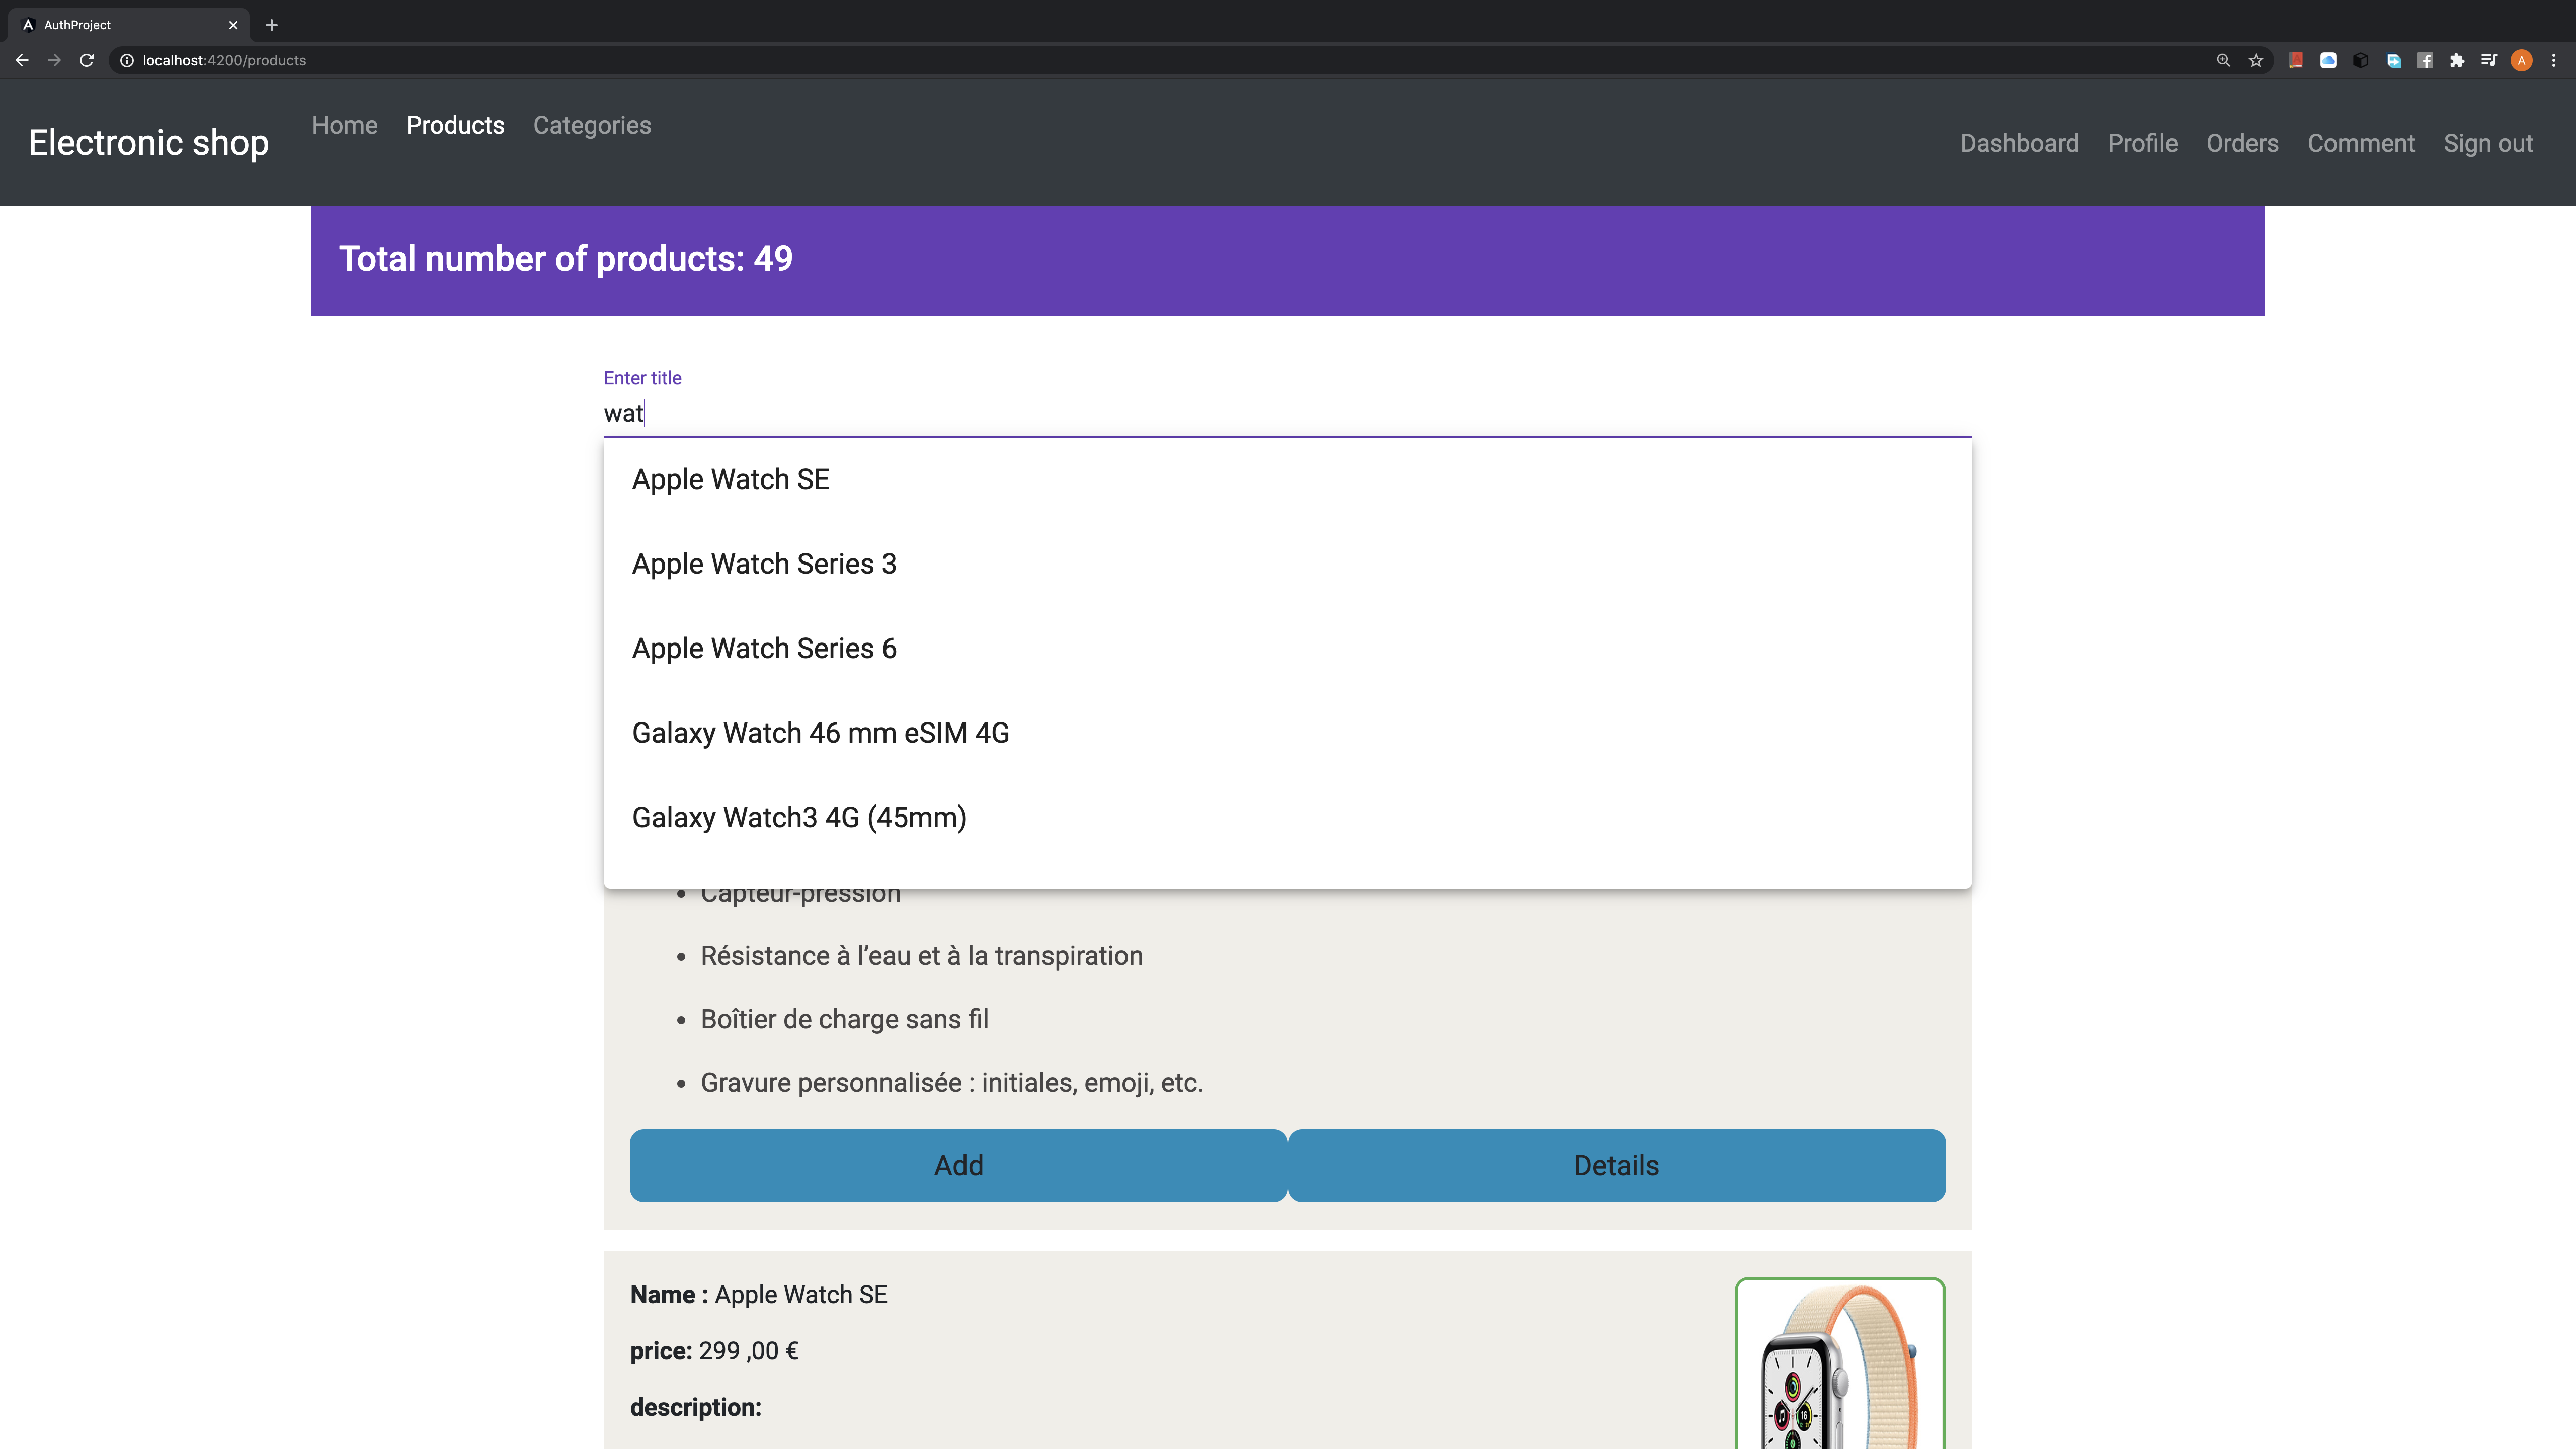 AuthProject
localhost:4200/products
A
Electronic shop
Home Products Categories
Dashboard Profile Orders Comment Sign out
Total number of products: 49
Enter title
wat
Apple Watch SE
Apple Watch Series 3
Apple Watch Series 6
Galaxy Watch 46 mm eSIM 4G
Galaxy Watch3 4G (45mm)
Capteur-pression
Résistance à l’eau et à la transpiration
Boîtier de charge sans fil
Gravure personnalisée : initiales, emoji, etc.
Add Details
Name : Apple Watch SE
price: 299 ,00 €
description:
16